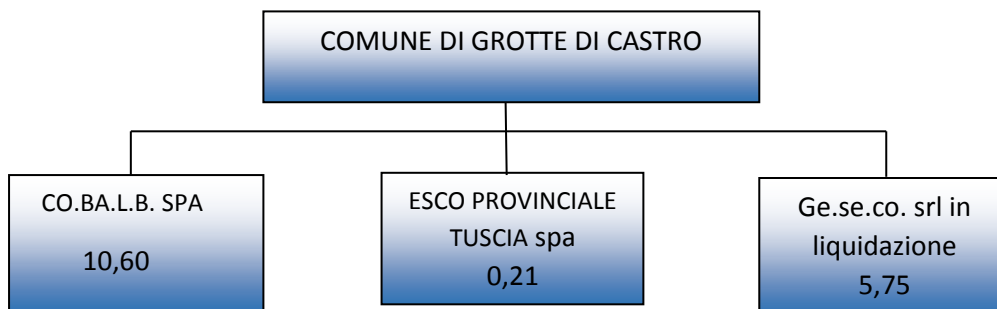 COMUNE DI GROTTE DI CASTRO
CO.BA.L.B. SPA
10,60
ESCO PROVINCIALE
TUSCIA spa
0,21
Ge.se.co. srl in
liquidazione
5,75